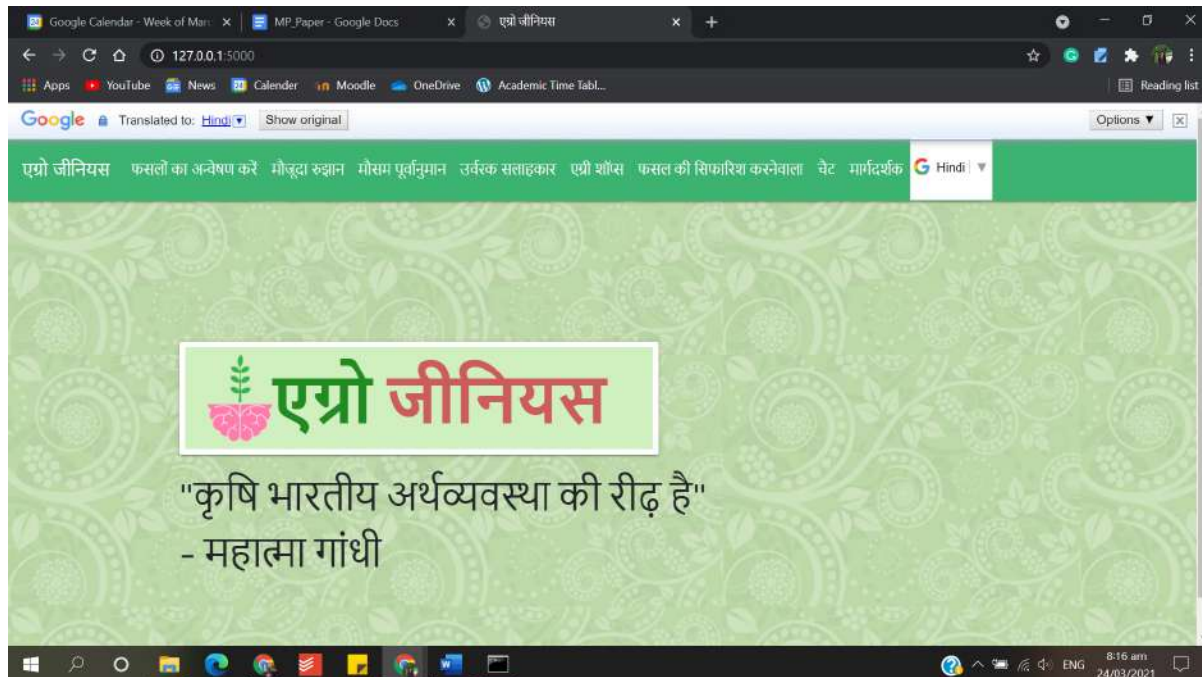 Google Calendar - Week of Marc
MP_Paper - Google Docs
एग्रो जीनियस
127.0.0.1:5000
Apps YouTube News Calender Moodle OneDrive Academic Time Tabl... Reading list
Google Translated to: Hindi Show original Options ▼
एग्रो जीनियस फसलों का अन्वेषण करें मौजूदा रुझान मौसम पूर्वानुमान उर्वरक सलाहकार एग्री शॉप्स फसल की सिफारिश करनेवाला चैट मार्गदर्शक G Hindi ▼
एग्रो जीनियस
"कृषि भारतीय अर्थव्यवस्था की रीढ़ है"
- महात्मा गांधी
ENG 8:16 am
24/03/2021